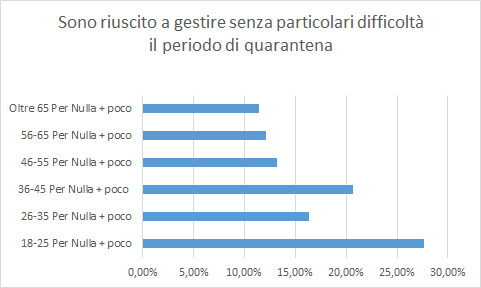 Sono riuscito a gestire senza particolari difficoltà
il periodo di quarantena
Oltre 65 Per Nulla + poco
56-65 Per Nulla + poco
46-55 Per Nulla + poco
36-45 Per Nulla + poco
26-35 Per Nulla + poco
18-25 Per Nulla + poco
0,00% 5,00% 10,00% 15,00% 20,00% 25,00% 30,00%